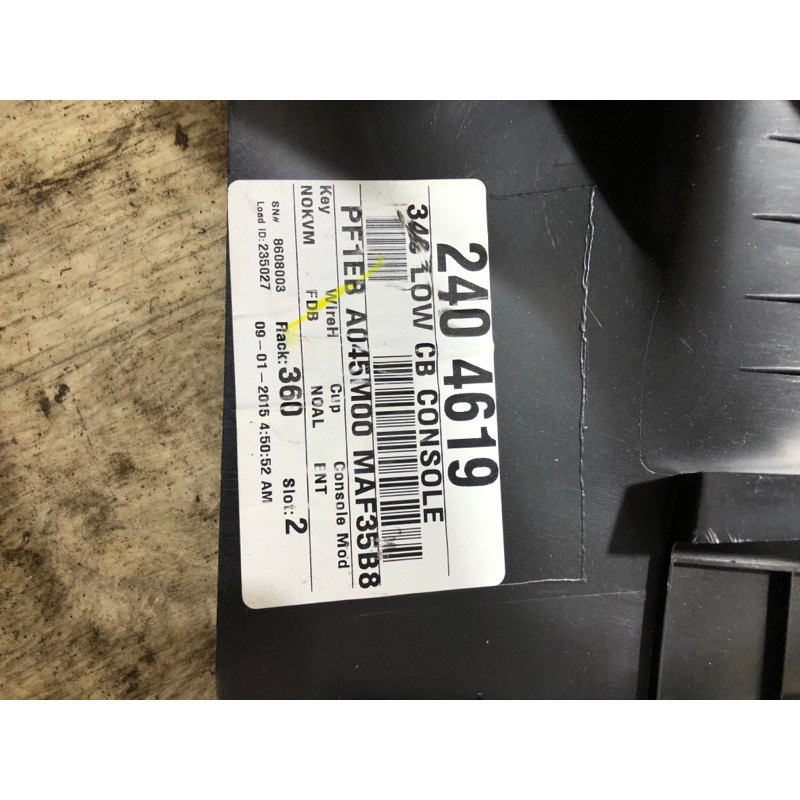 240 4619
LOW CB CONSOLE
PF1EB A045M00 MAF35B8
Key WireH Cup Console Mod
NOKVM FDB NOAL ENT
Rack: 360 Slot: 2
SN# 8608003
Load ID: 235027 09-01-2015 4:50:52 AM